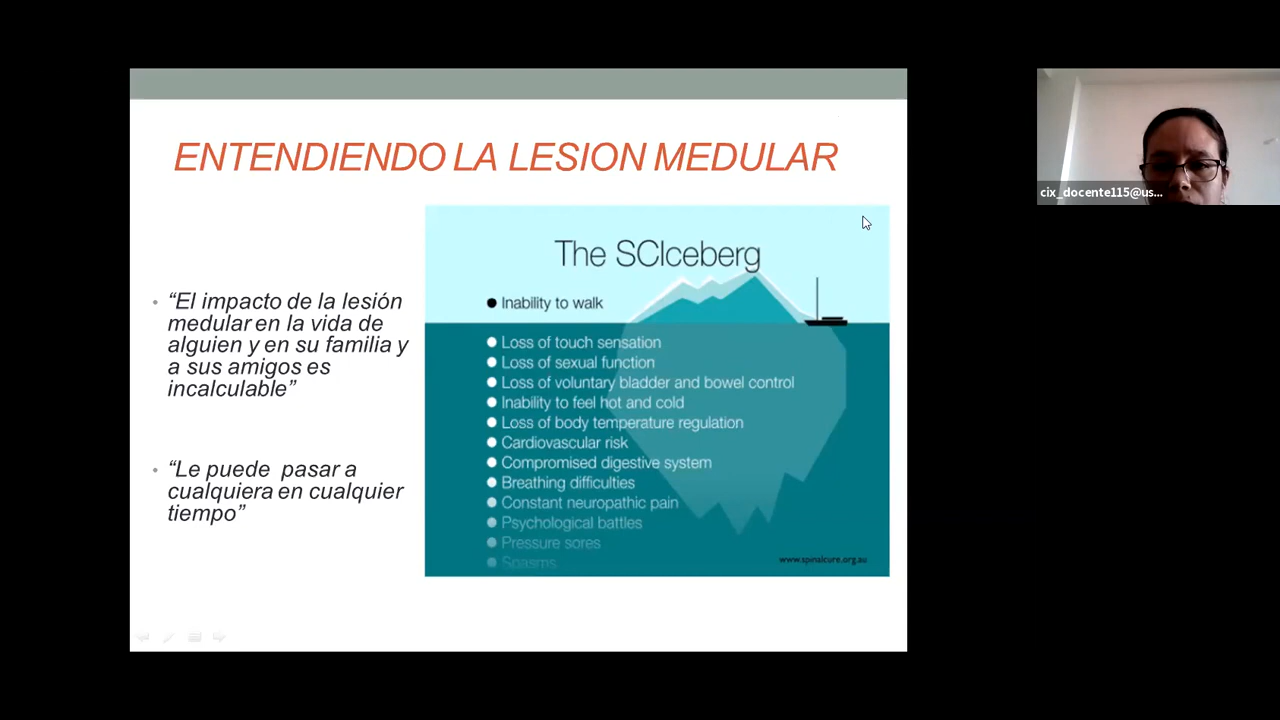 ENTENDIENDO LA LESION MEDULAR
• “El impacto de la lesión
medular en la vida de
alguien y en su familia y
a sus amigos es
incalculable”
• “Le puede pasar a
cualquiera en cualquier
tiempo”
The SCIceberg
Inability to walk
Loss of touch sensation
Loss of sexual function
Loss of voluntary bladder and bowel control
Inability to feel hot and cold
Loss of body temperature regulation
Cardiovascular risk
Compromised digestive system
Breathing difficulties
Constant neuropathic pain
Psychological battles
Pressure sores
Spasms
www.spinalcure.org.au
cix_docente115@us...